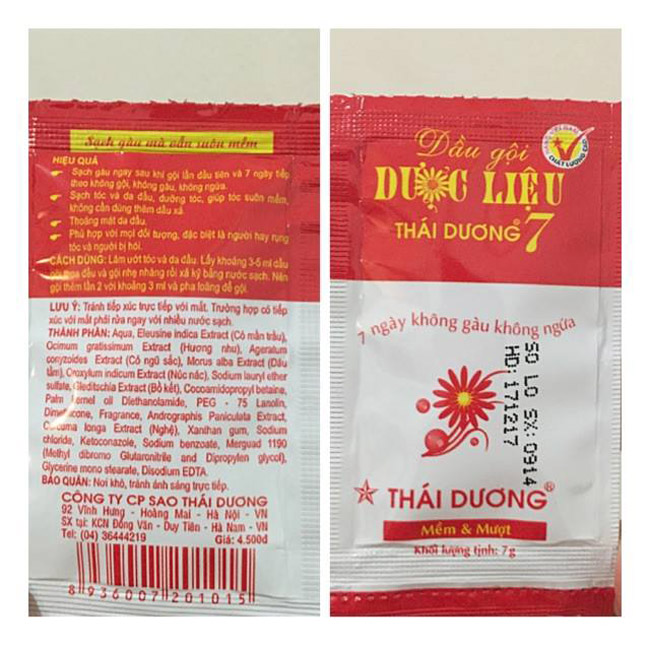 Sạch gàu mà vẫn suôn mềm
HIỆU QUẢ
Sạch gàu ngay sau khi gội lần đầu tiên và 7 ngày tiếp
theo không gội, không gàu, không ngứa.
Sạch tóc và da đầu, dưỡng tóc, giúp tóc suôn mềm,
không cần dùng thêm dầu xả.
Thoáng mát da đầu.
Phù hợp với mọi đối tượng, đặc biệt là người hay rụng
tóc và người bị hói.
CÁCH DÙNG: Làm ướt tóc và da đầu. Lấy khoảng 3-5 ml dầu
gội thoa đều và gội nhẹ nhàng rồi xả kỹ bằng nước sạch. Nên
gội thêm lần 2 với khoảng 3 ml và pha loãng để gội.
LƯU Ý: Tránh tiếp xúc trực tiếp với mắt. Trường hợp có tiếp
xúc với mắt phải rửa ngay với nhiều nước sạch.
THÀNH PHẦN: Aqua, Eleusine Indica Extract (Cỏ mần trầu),
Ocimum gratissimum Extract (Hương nhu), Ageratum
conyzoides Extract (Cỏ ngũ sắc), Morus alba Extract (Dâu
tằm), Oroxylum indicum Extract (Núc nác), Sodium lauryl ether
sulfate, Gleditschia Extract (Bồ kết), Cocoamidopropyl betaine,
Palm kernel oil Diethanolamide, PEG - 75 Lanolin,
Dimeticone, Fragrance, Andrographis Paniculata Extract,
Curcuma longa Extract (Nghệ), Xanthan gum, Sodium
chloride, Ketoconazole, Sodium benzoate, Merguad 1190
(Methyl dibromo Glutaronitrile and Dipropylen glycol),
Glycerine mono stearate, Disodium EDTA.
BẢO QUẢN: Nơi khô, tránh ánh sáng trực tiếp.
CÔNG TY CP SAO THÁI DƯƠNG
92 Vĩnh Hưng - Hoàng Mai - Hà Nội - VN
SX tại: KCN Đồng Văn - Duy Tiên - Hà Nam - VN
Tel: (04) 36444219 Giá: 4.500đ
8 936007 201015
Dầu gội
DƯỢC LIỆU
THÁI DƯƠNG® 7
HÀNG VIỆT NAM
CHẤT LƯỢNG CAO
7 ngày không gàu không ngứa
SO LO SX: 0914
HD: 171217
THÁI DƯƠNG®
Mềm & Mượt
Khối lượng tịnh: 7g